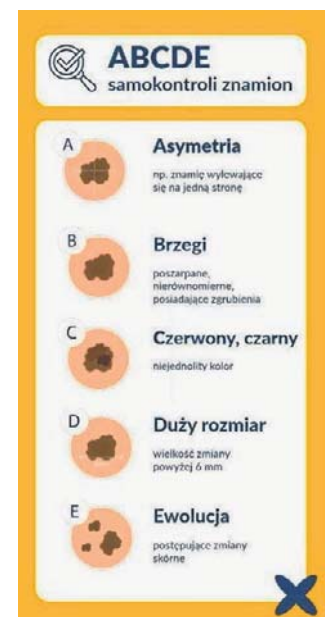 ABCDE
samokontroli znamion
A
Asymetria
np. znamię wylewające
się na jedną stronę
B
Brzegi
poszarpane,
nierównomierne,
posiadające zgrubienia
C
Czerwony, czarny
niejednolity kolor
D
Duży rozmiar
wielkość zmiany
powyżej 6 mm
E
Ewolucja
postępujące zmiany
skórne